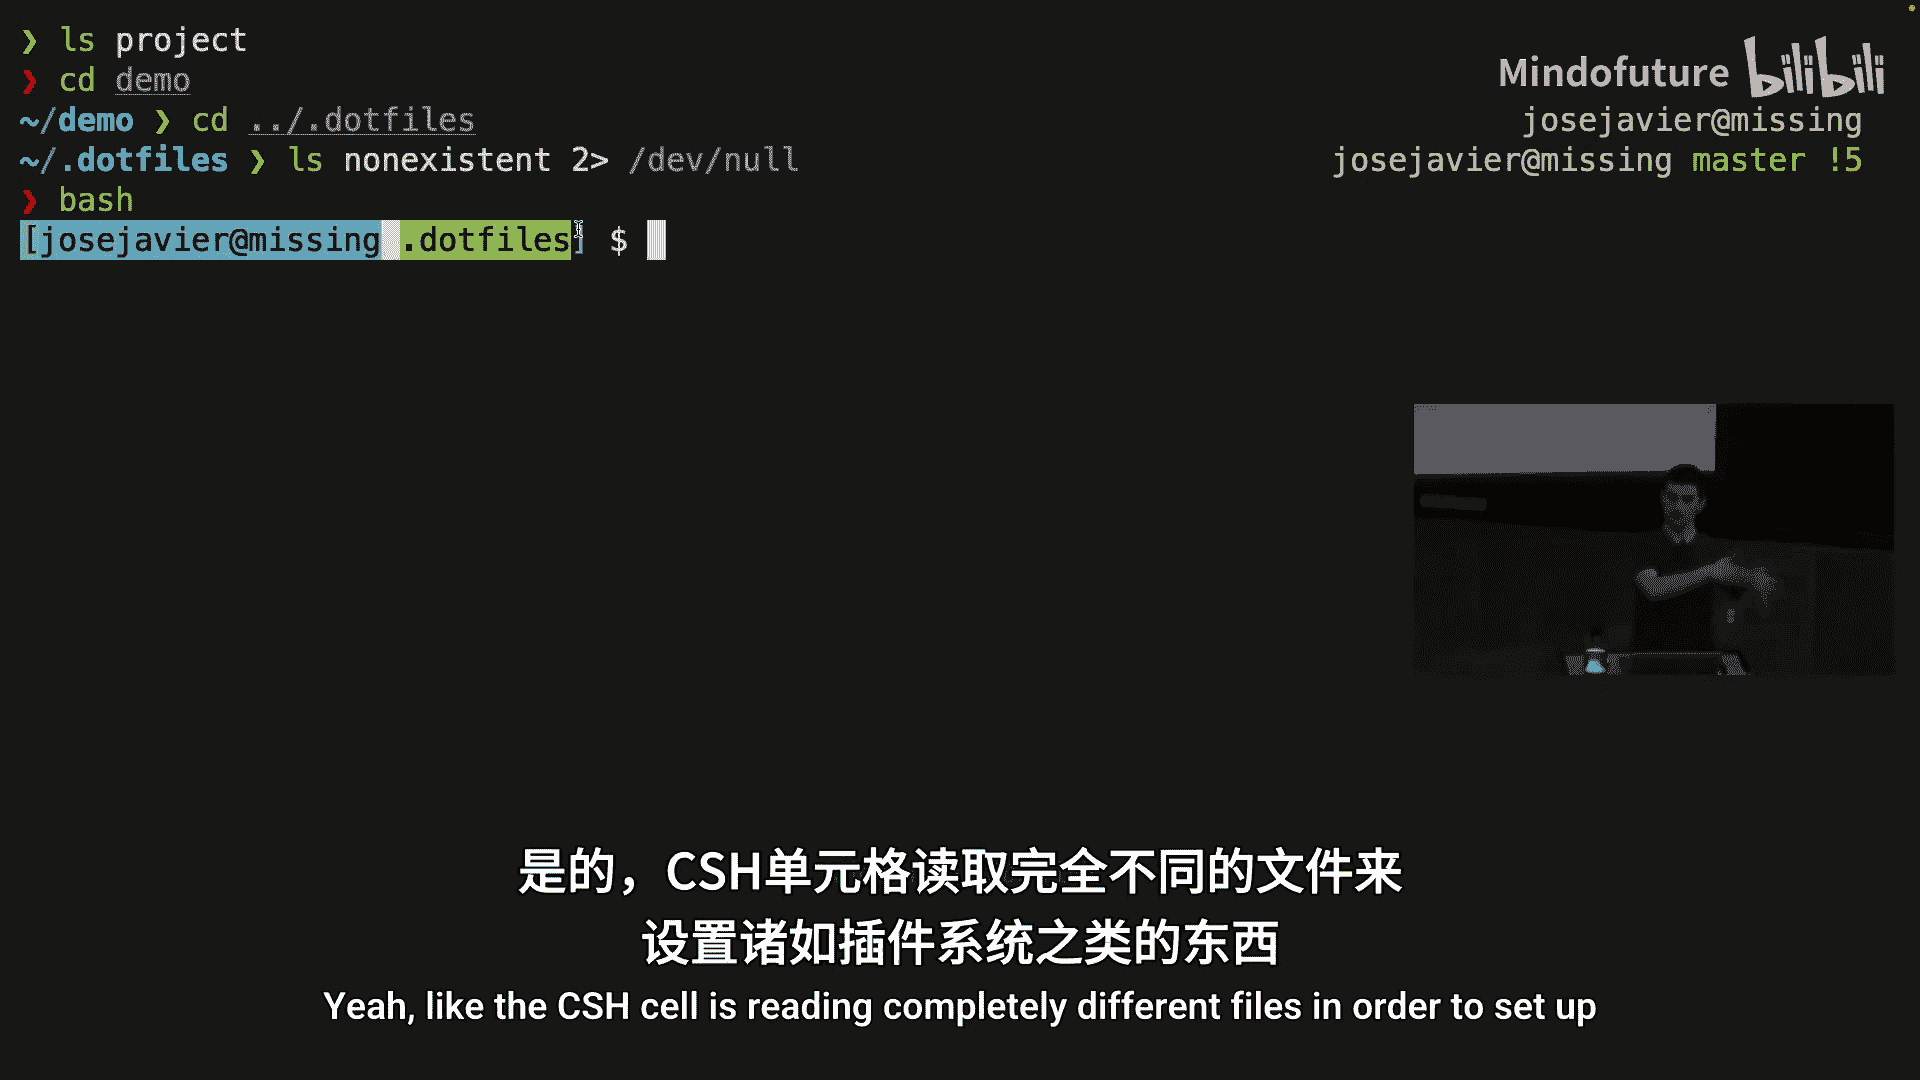 ❯ ls project
❯ cd demo
~/demo ❯ cd ../.dotfiles
~/.dotfiles ❯ ls nonexistent 2> /dev/null
❯ bash
[josejavier@missing .dotfiles] $
Mindofuture bilibili
josejavier@missing
josejavier@missing master !5
是的，CSH单元格读取完全不同的文件来
设置诸如插件系统之类的东西
Yeah, like the CSH cell is reading completely different files in order to set up